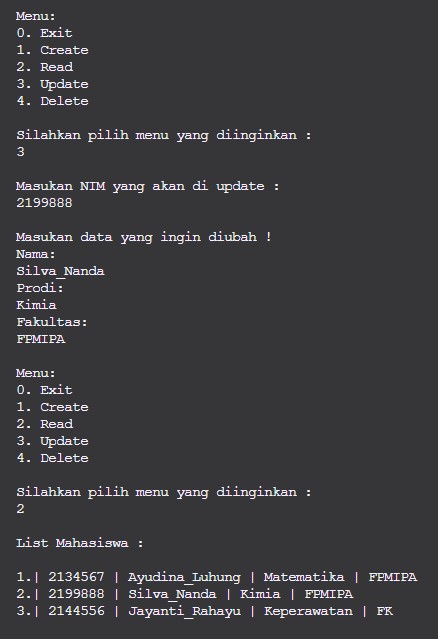 Menu:
0. Exit
1. Create
2. Read
3. Update
4. Delete
Silahkan pilih menu yang diinginkan :
3
Masukan NIM yang akan di update :
2199888
Masukan data yang ingin diubah !
Nama:
Silva_Nanda
Prodi:
Kimia
Fakultas:
FPMIPA
Menu:
0. Exit
1. Create
2. Read
3. Update
4. Delete
Silahkan pilih menu yang diinginkan :
2
List Mahasiswa :
1.| 2134567 | Ayudina_Luhung | Matematika | FPMIPA
2.| 2199888 | Silva_Nanda | Kimia | FPMIPA
3.| 2144556 | Jayanti_Rahayu | Keperawatan | FK